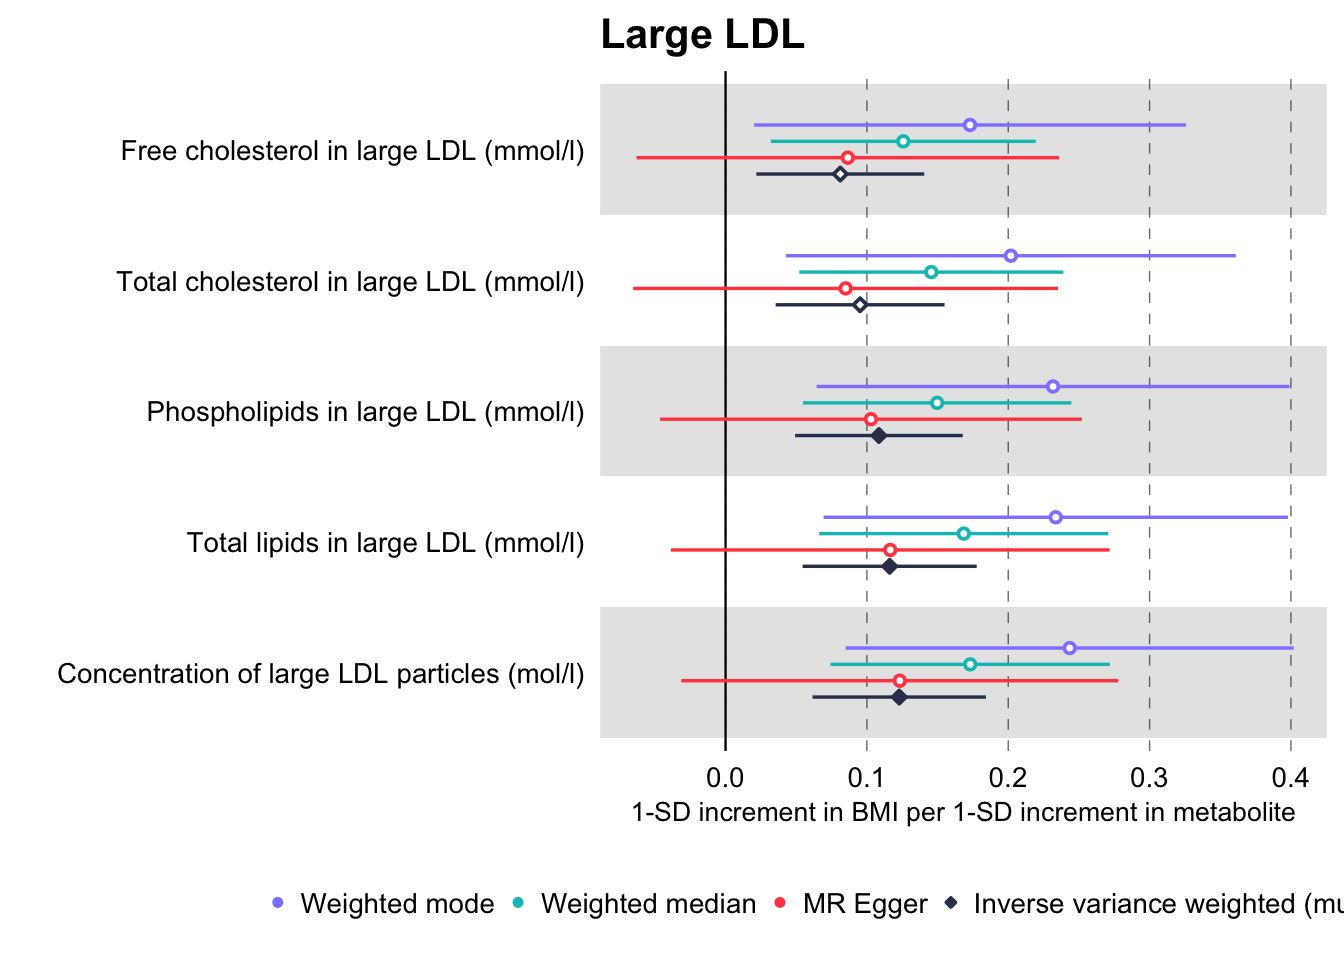 Large LDL
Free cholesterol in large LDL (mmol/l)
Total cholesterol in large LDL (mmol/l)
Phospholipids in large LDL (mmol/l)
Total lipids in large LDL (mmol/l)
Concentration of large LDL particles (mol/l)
0.0 0.1 0.2 0.3 0.4
1-SD increment in BMI per 1-SD increment in metabolite
Weighted mode Weighted median MR Egger Inverse variance weighted